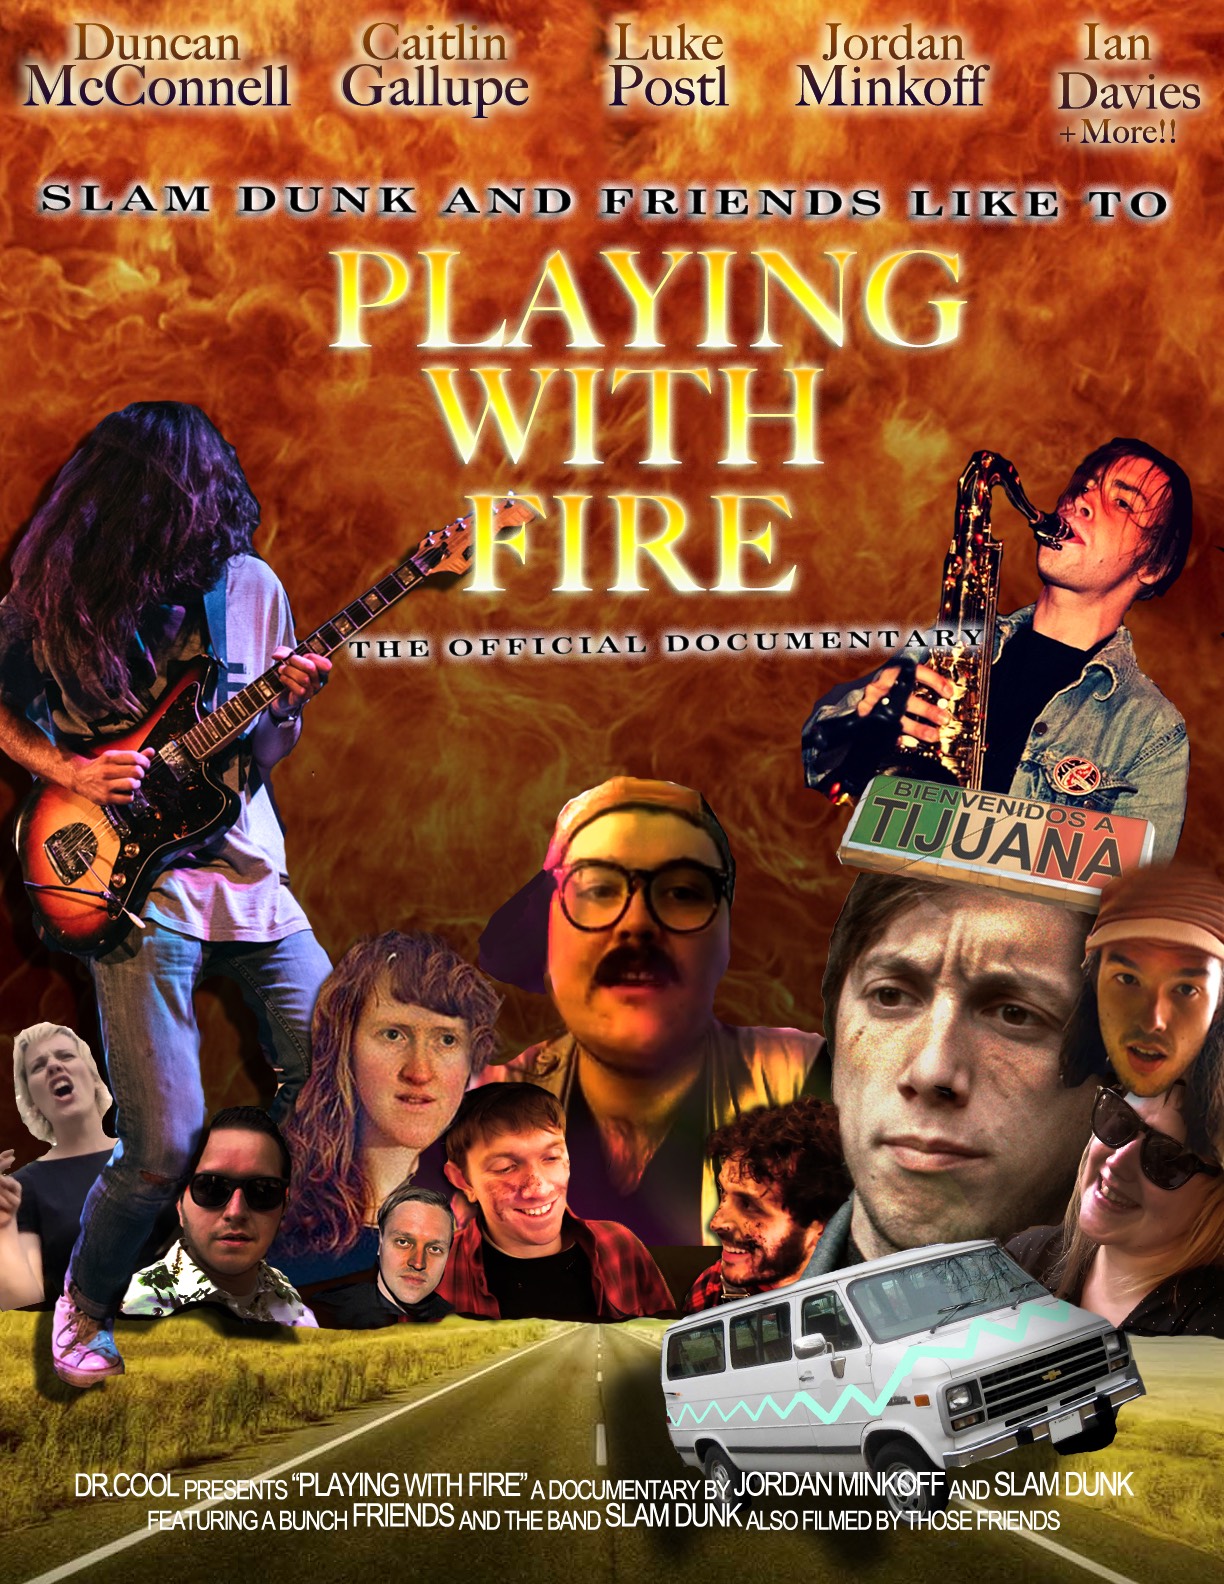 Duncan McConnell
Caitlin Gallupe
Luke Postl
Jordan Minkoff
Ian Davies
+More!!
SLAM DUNK AND FRIENDS LIKE TO
PLAYING
WITH
FIRE
THE OFFICIAL DOCUMENTARY
BIENVENIDOS A
TIJUANA
DR.COOL PRESENTS “PLAYING WITH FIRE” A DOCUMENTARY BY JORDAN MINKOFF AND SLAM DUNK
FEATURING A BUNCH FRIENDS AND THE BAND SLAM DUNK ALSO FILMED BY THOSE FRIENDS